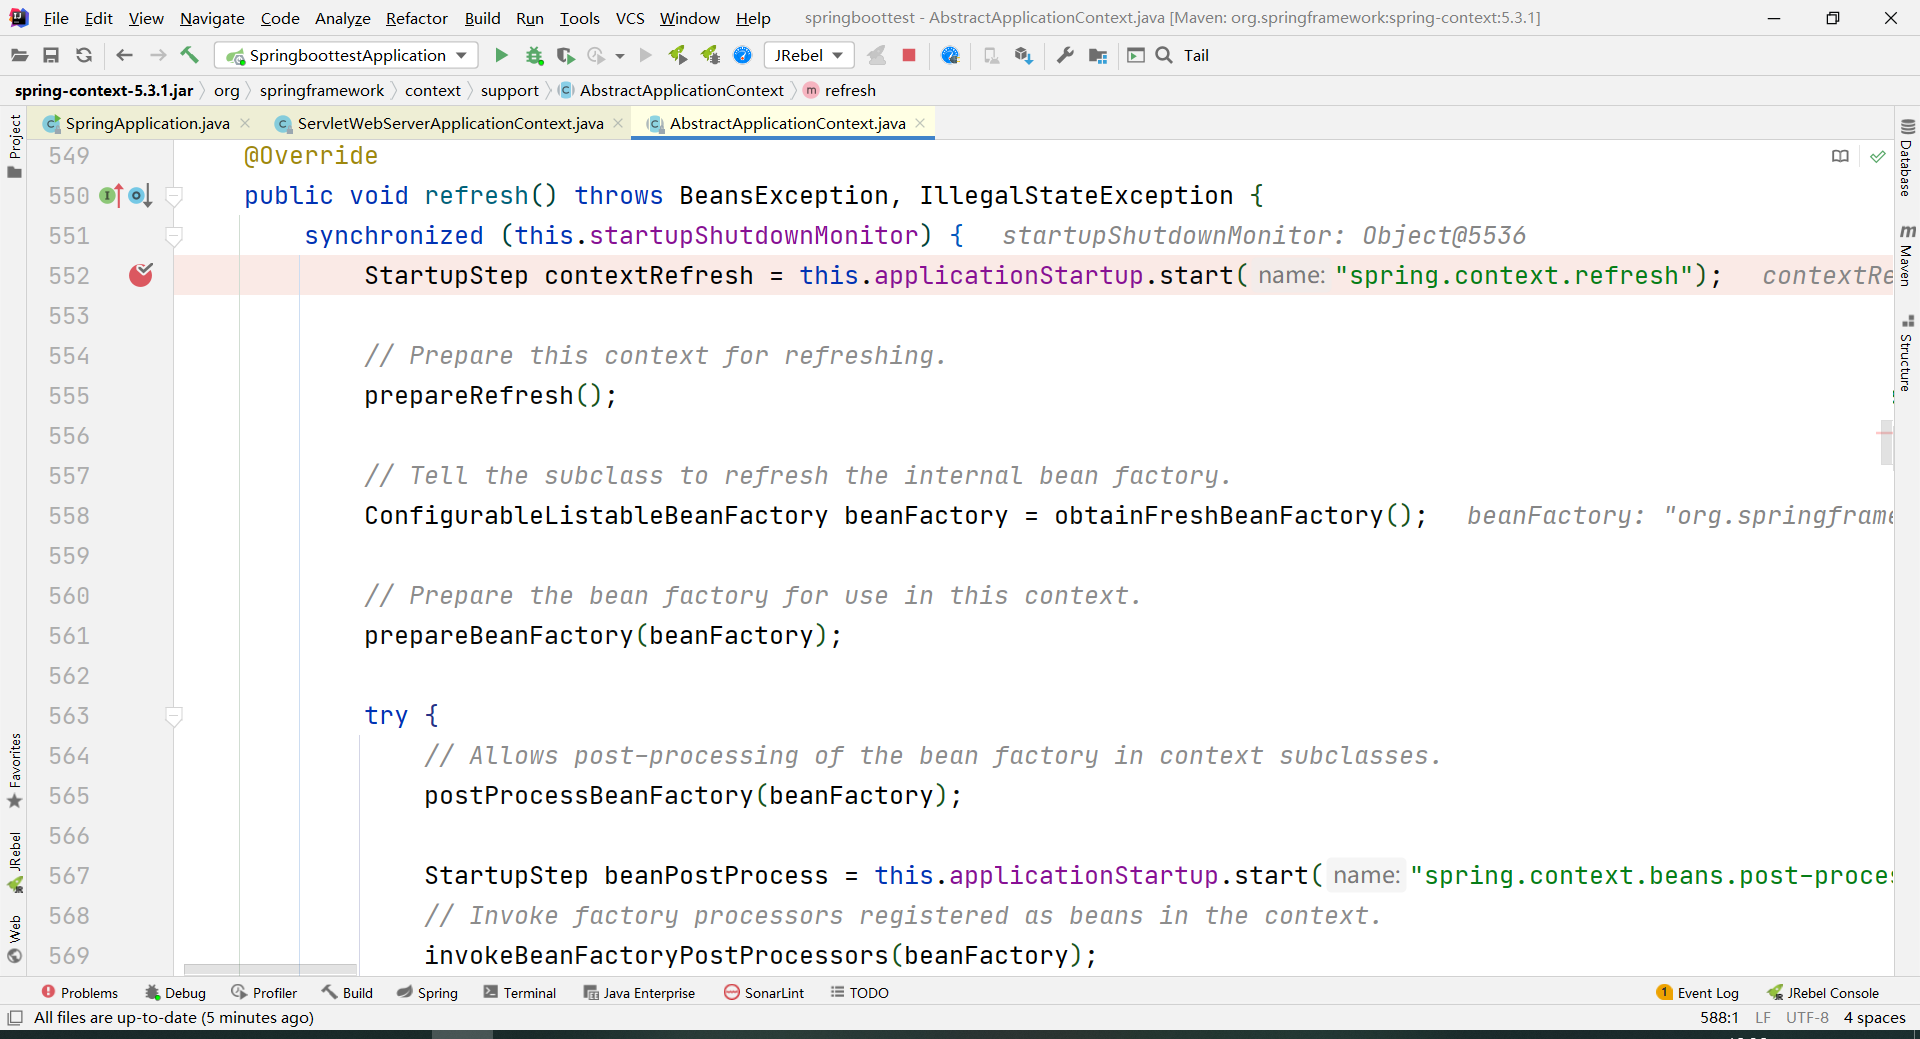 File Edit View Navigate Code Analyze Refactor Build Run Tools VCS Window Help springboottest - AbstractApplicationContext.java [Maven: org.springframework:spring-context:5.3.1]
SpringboottestApplication JRebel Tail
spring-context-5.3.1.jar org springframework context support AbstractApplicationContext refresh
SpringApplication.java ServletWebServerApplicationContext.java AbstractApplicationContext.java
Project
Favorites
JRebel
Web
549 @Override
550 public void refresh() throws BeansException, IllegalStateException {
551 synchronized (this.startupShutdownMonitor) { startupShutdownMonitor: Object@5536
552 StartupStep contextRefresh = this.applicationStartup.start( name: "spring.context.refresh"); contextRe
553
554 // Prepare this context for refreshing.
555 prepareRefresh();
556
557 // Tell the subclass to refresh the internal bean factory.
558 ConfigurableListableBeanFactory beanFactory = obtainFreshBeanFactory(); beanFactory: "org.springframe
559
560 // Prepare the bean factory for use in this context.
561 prepareBeanFactory(beanFactory);
562
563 try {
564 // Allows post-processing of the bean factory in context subclasses.
565 postProcessBeanFactory(beanFactory);
566
567 StartupStep beanPostProcess = this.applicationStartup.start( name: "spring.context.beans.post-proces
568 // Invoke factory processors registered as beans in the context.
569 invokeBeanFactoryPostProcessors(beanFactory);
Database
Maven
Structure
Problems Debug Profiler Build Spring Terminal Java Enterprise SonarLint TODO 1 Event Log JRebel Console
All files are up-to-date (5 minutes ago) 588:1 LF UTF-8 4 spaces